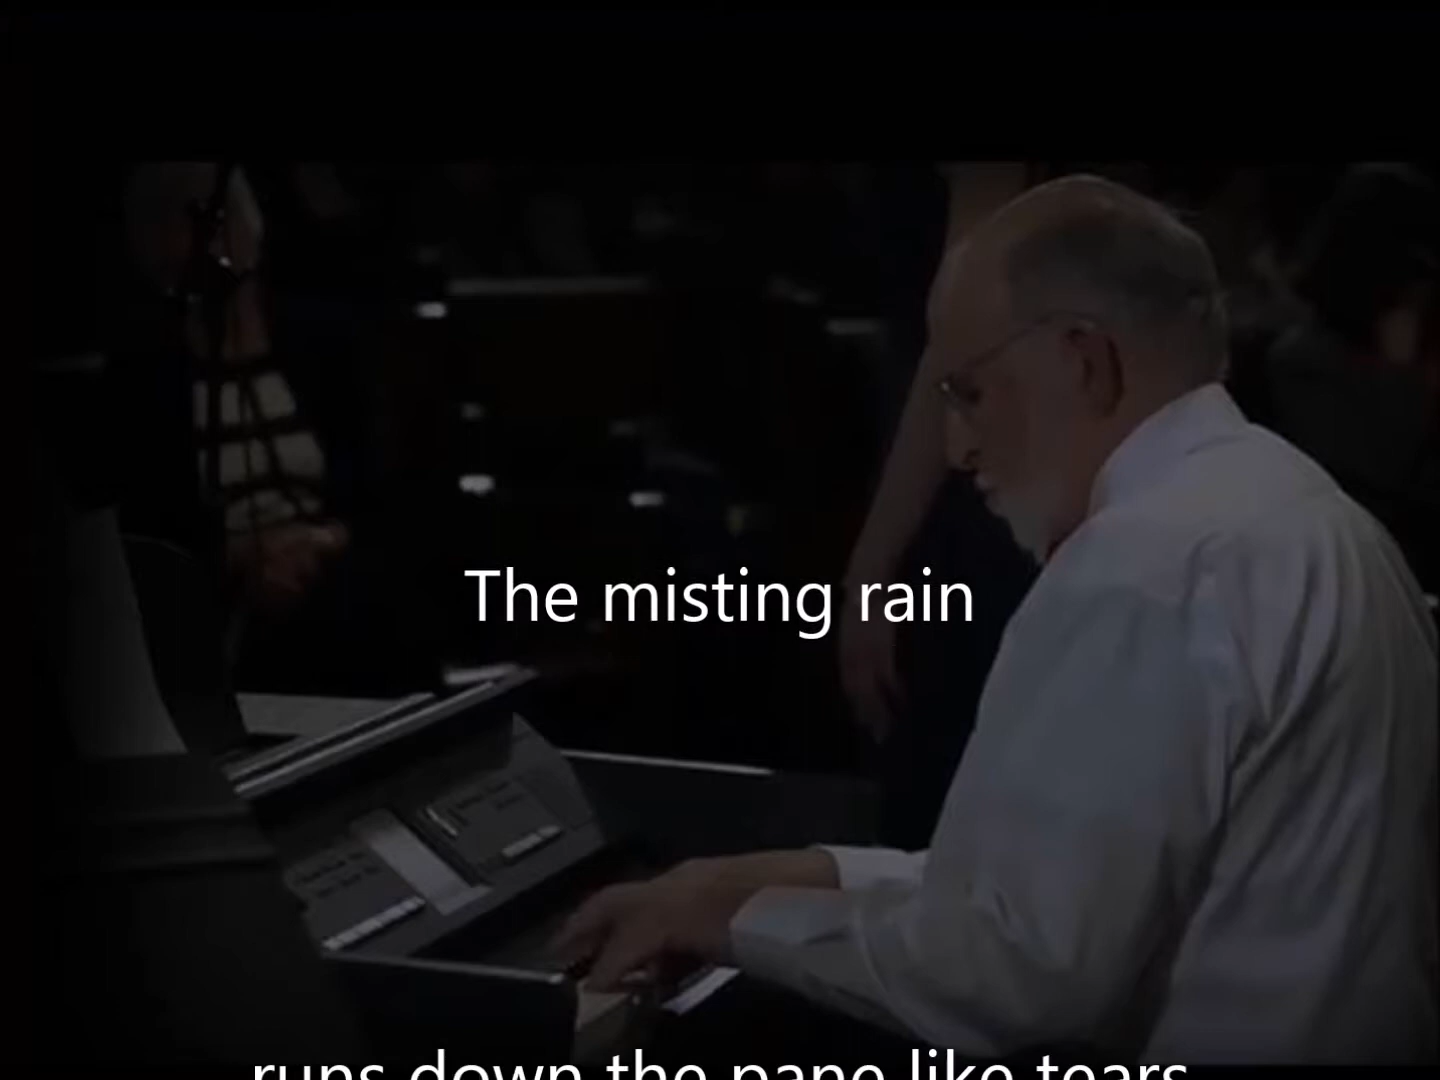 The misting rain
runs down the pane like tears